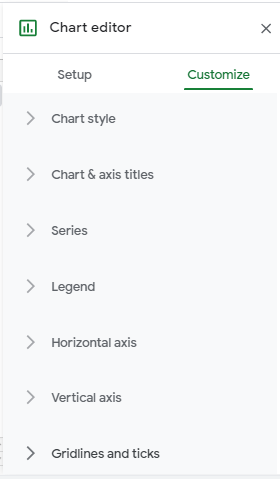 Chart editor
Setup
Customize
Chart style
Chart & axis titles
Series
Legend
Horizontal axis
Vertical axis
Gridlines and ticks